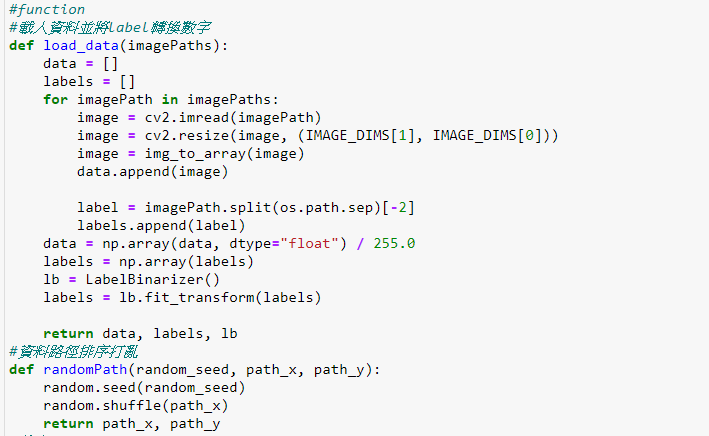 #function
#載入資料並將label轉換數字
def load_data(imagePaths):
    data = []
    labels = []
    for imagePath in imagePaths:
        image = cv2.imread(imagePath)
        image = cv2.resize(image, (IMAGE_DIMS[1], IMAGE_DIMS[0]))
        image = img_to_array(image)
        data.append(image)

        label = imagePath.split(os.path.sep)[-2]
        labels.append(label)
    data = np.array(data, dtype="float") / 255.0
    labels = np.array(labels)
    lb = LabelBinarizer()
    labels = lb.fit_transform(labels)

    return data, labels, lb
#資料路徑排序打亂
def randomPath(random_seed, path_x, path_y):
    random.seed(random_seed)
    random.shuffle(path_x)
    return path_x, path_y